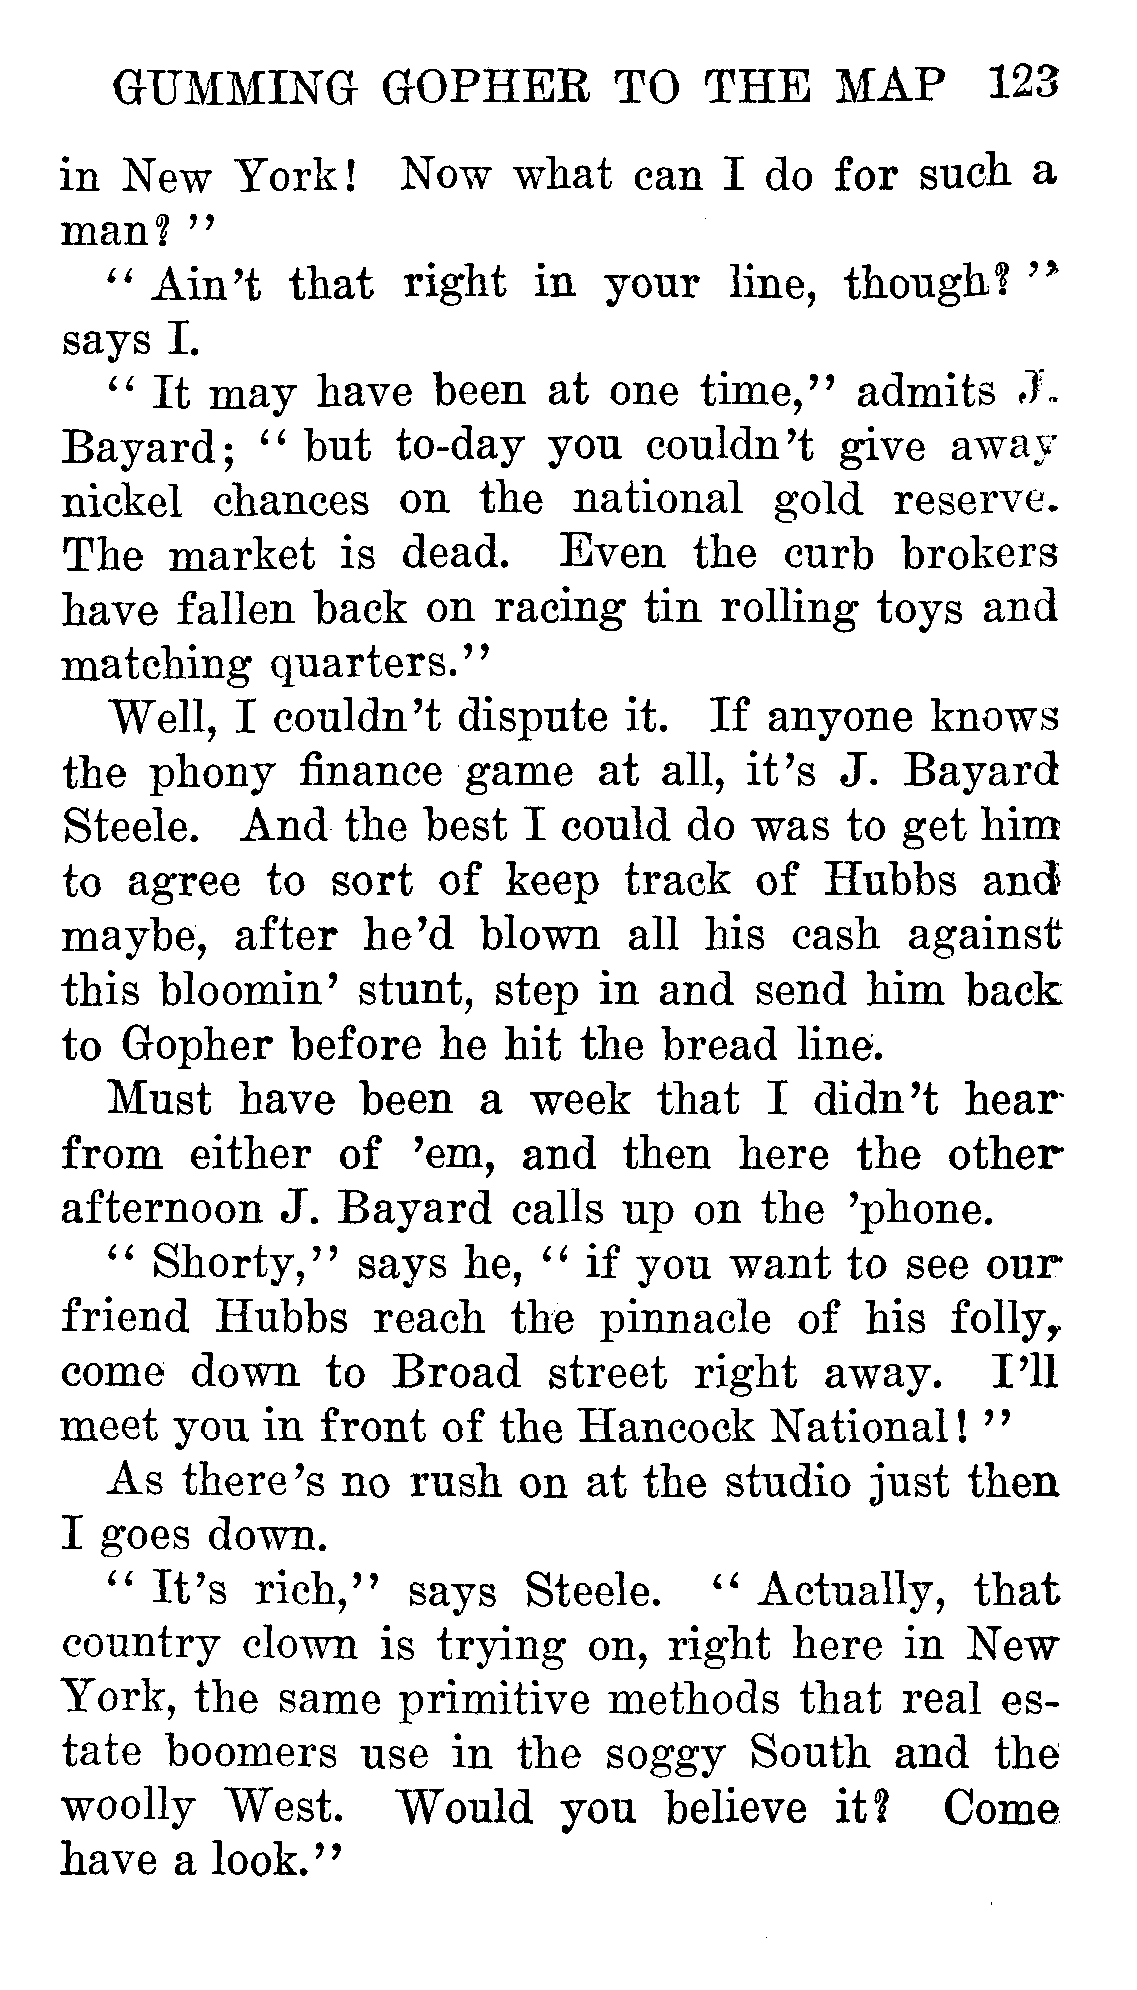 GUMMING GOPHER TO THE MAP 123
in New York! Now what can I do for such a
man? ”
“ Ain’t that right in your line, though? ”
says I.
“ It may have been at one time,” admits J.
Bayard; “ but to-day you couldn’t give away
nickel chances on the national gold reserve.
The market is dead. Even the curb brokers
have fallen back on racing tin rolling toys and
matching quarters.”
Well, I couldn’t dispute it. If anyone knows
the phony finance game at all, it’s J. Bayard
Steele. And the best I could do was to get him
to agree to sort of keep track of Hubbs and
maybe, after he’d blown all his cash against
this bloomin’ stunt, step in and send him back
to Gopher before he hit the bread line.
Must have been a week that I didn’t hear
from either of ’em, and then here the other
afternoon J. Bayard calls up on the ’phone.
“ Shorty,” says he, “ if you want to see our
friend Hubbs reach the pinnacle of his folly,
come down to Broad street right away. I’ll
meet you in front of the Hancock National! ”
As there’s no rush on at the studio just then
I goes down.
“ It’s rich,” says Steele. “ Actually, that
country clown is trying on, right here in New
York, the same primitive methods that real es-
tate boomers use in the soggy South and the
woolly West. Would you believe it? Come
have a look.”